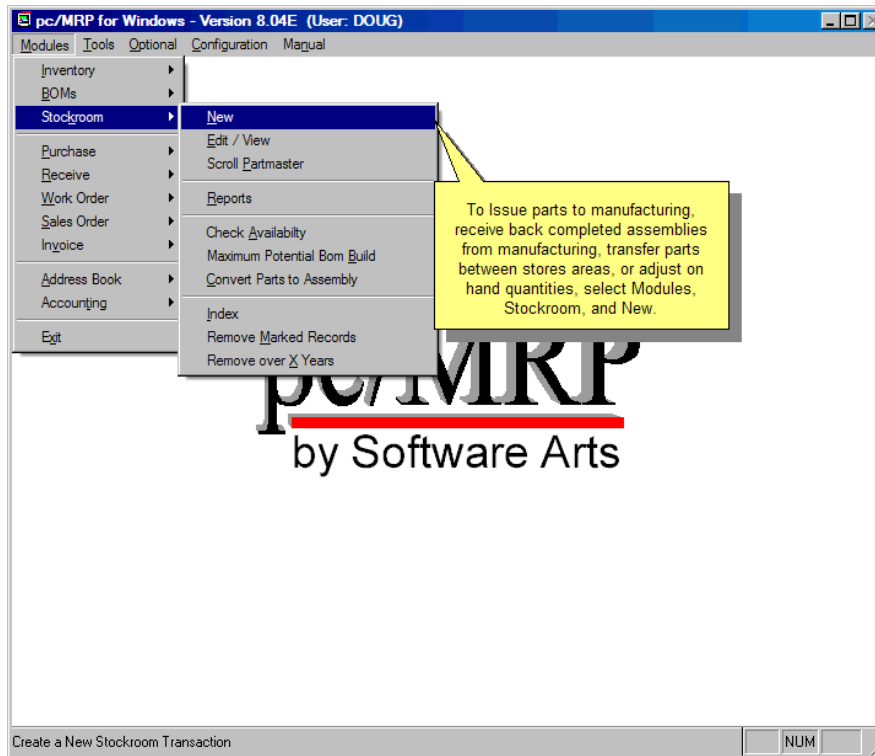 pc/MRP for Windows - Version 8.04E (User: DOUG)
Modules Tools Optional Configuration Manual
Inventory
BOMs
Stockroom
Purchase
Receive
Work Order
Sales Order
Invoice
Address Book
Accounting
Exit
New
Edit / View
Scroll Partmaster
Reports
Check Availabilty
Maximum Potential Bom Build
Convert Parts to Assembly
Index
Remove Marked Records
Remove over X Years
To Issue parts to manufacturing,
receive back completed assemblies
from manufacturing, transfer parts
between stores areas, or adjust on
hand quantities, select Modules,
Stockroom, and New.
pc/MRP
by Software Arts
Create a New Stockroom Transaction
NUM